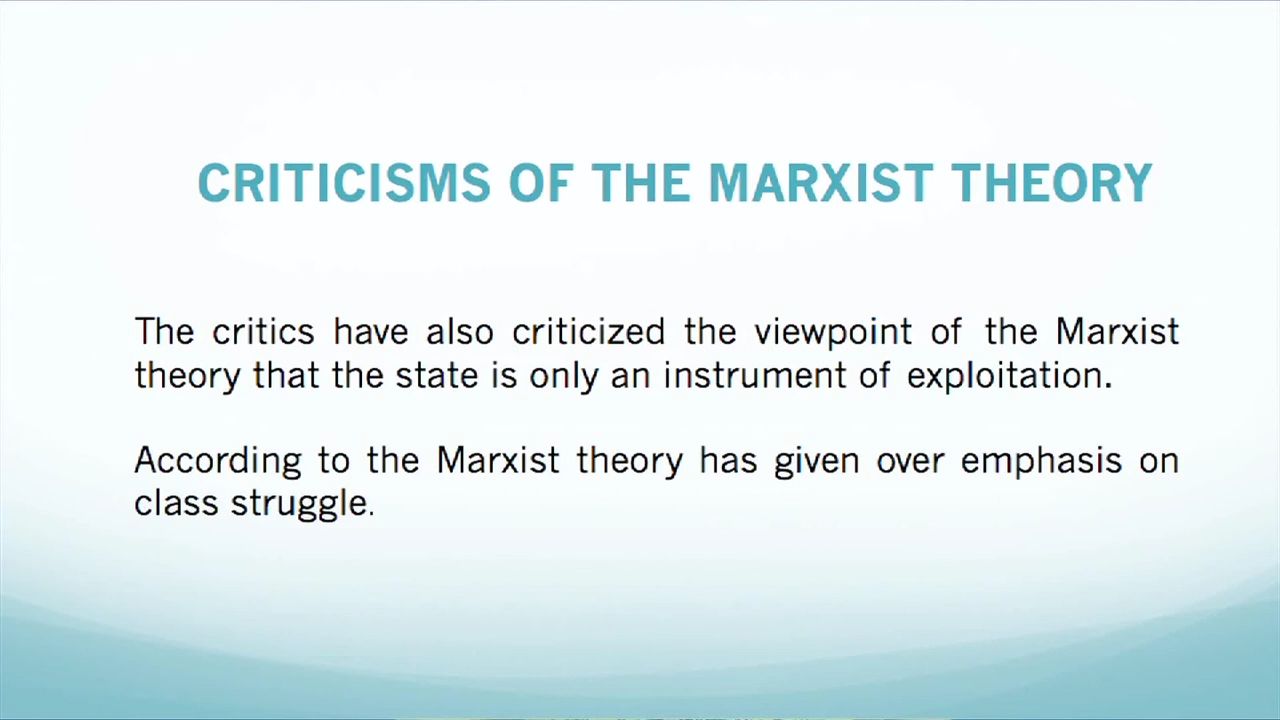 CRITICISMS OF THE MARXIST THEORY
The critics have also criticized the viewpoint of the Marxist
theory that the state is only an instrument of exploitation.
According to the Marxist theory has given over emphasis on
class struggle.